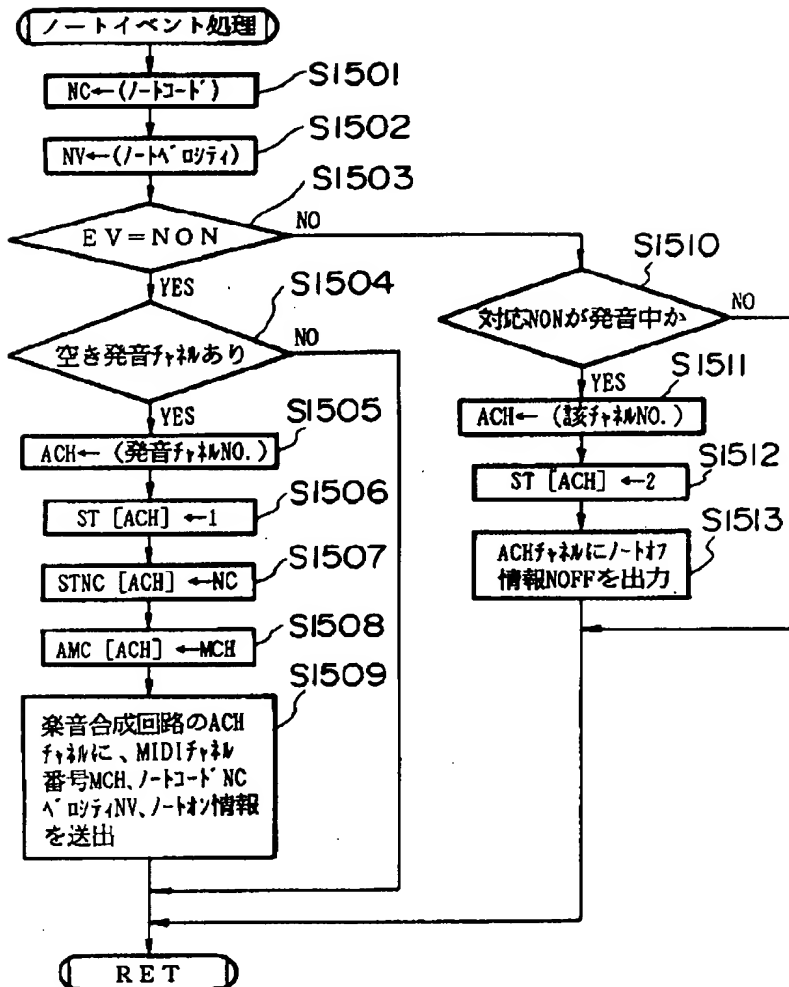 ノートイベント処理
S1501
NC←(ノートコード)
S1502
NV←(ノートベロシティ)
S1503
EV=NON
NO
YES
S1504
空き発音チャネルあり
NO
YES
S1505
ACH← (発音チャネルNO.)
S1506
ST [ACH] ←1
S1507
STNC [ACH] ←NC
S1508
AMC [ACH] ←MCH
S1509
楽音合成回路のACH
チャネルに、MIDIチャネル
番号MCH、ノートコードNC
ベロシティNV、ノートオン情報
を送出
S1510
対応NONが発音中か
NO
YES
S1511
ACH← (該チャネルNO.)
S1512
ST [ACH] ←2
S1513
ACHチャネルにノートオフ
情報NOFFを出力
RET